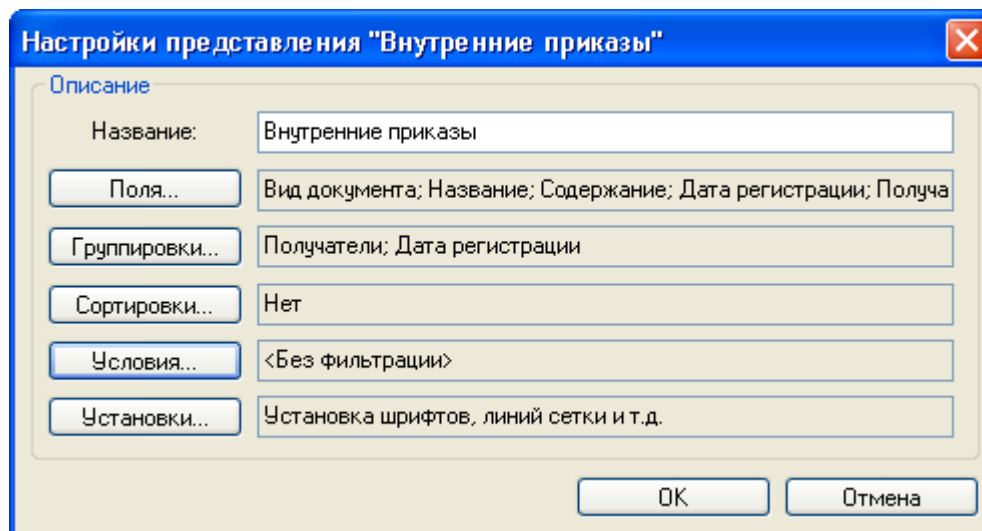 Настройки представления "Внутренние приказы"
Описание
Название: Внутренние приказы
Поля... Вид документа; Название; Содержание; Дата регистрации; Получа
Группировки... Получатели; Дата регистрации
Сортировки... Нет
Условия... <Без фильтрации>
Установки... Установка шрифтов, линий сетки и т.д.
OK Отмена